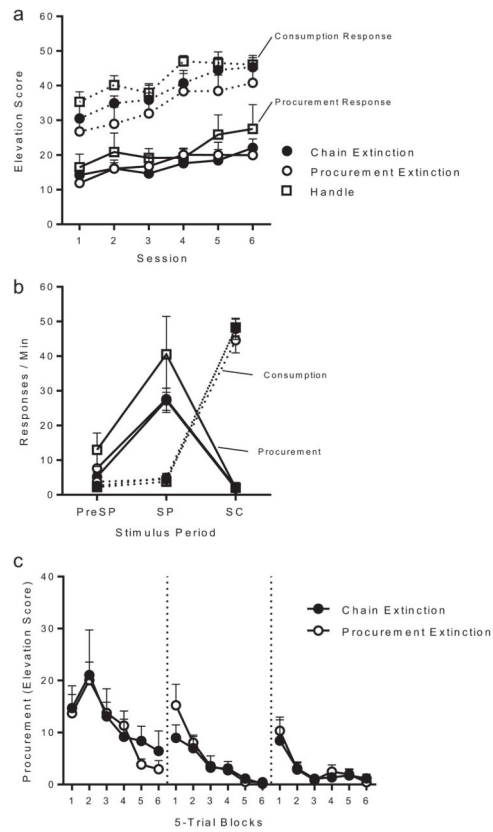 a
60
50
40
30
20
10
0
Elevation Score
Consumption Response
Procurement Response
Chain Extinction
Procurement Extinction
Handle
1 2 3 4 5 6
Session
b
60
50
40
30
20
10
0
Responses / Min
Consumption
Procurement
PreSP SP SC
Stimulus Period
c
40
30
20
10
0
Procurement (Elevation Score)
Chain Extinction
Procurement Extinction
1 2 3 4 5 6 1 2 3 4 5 6 1 2 3 4 5 6
5-Trial Blocks